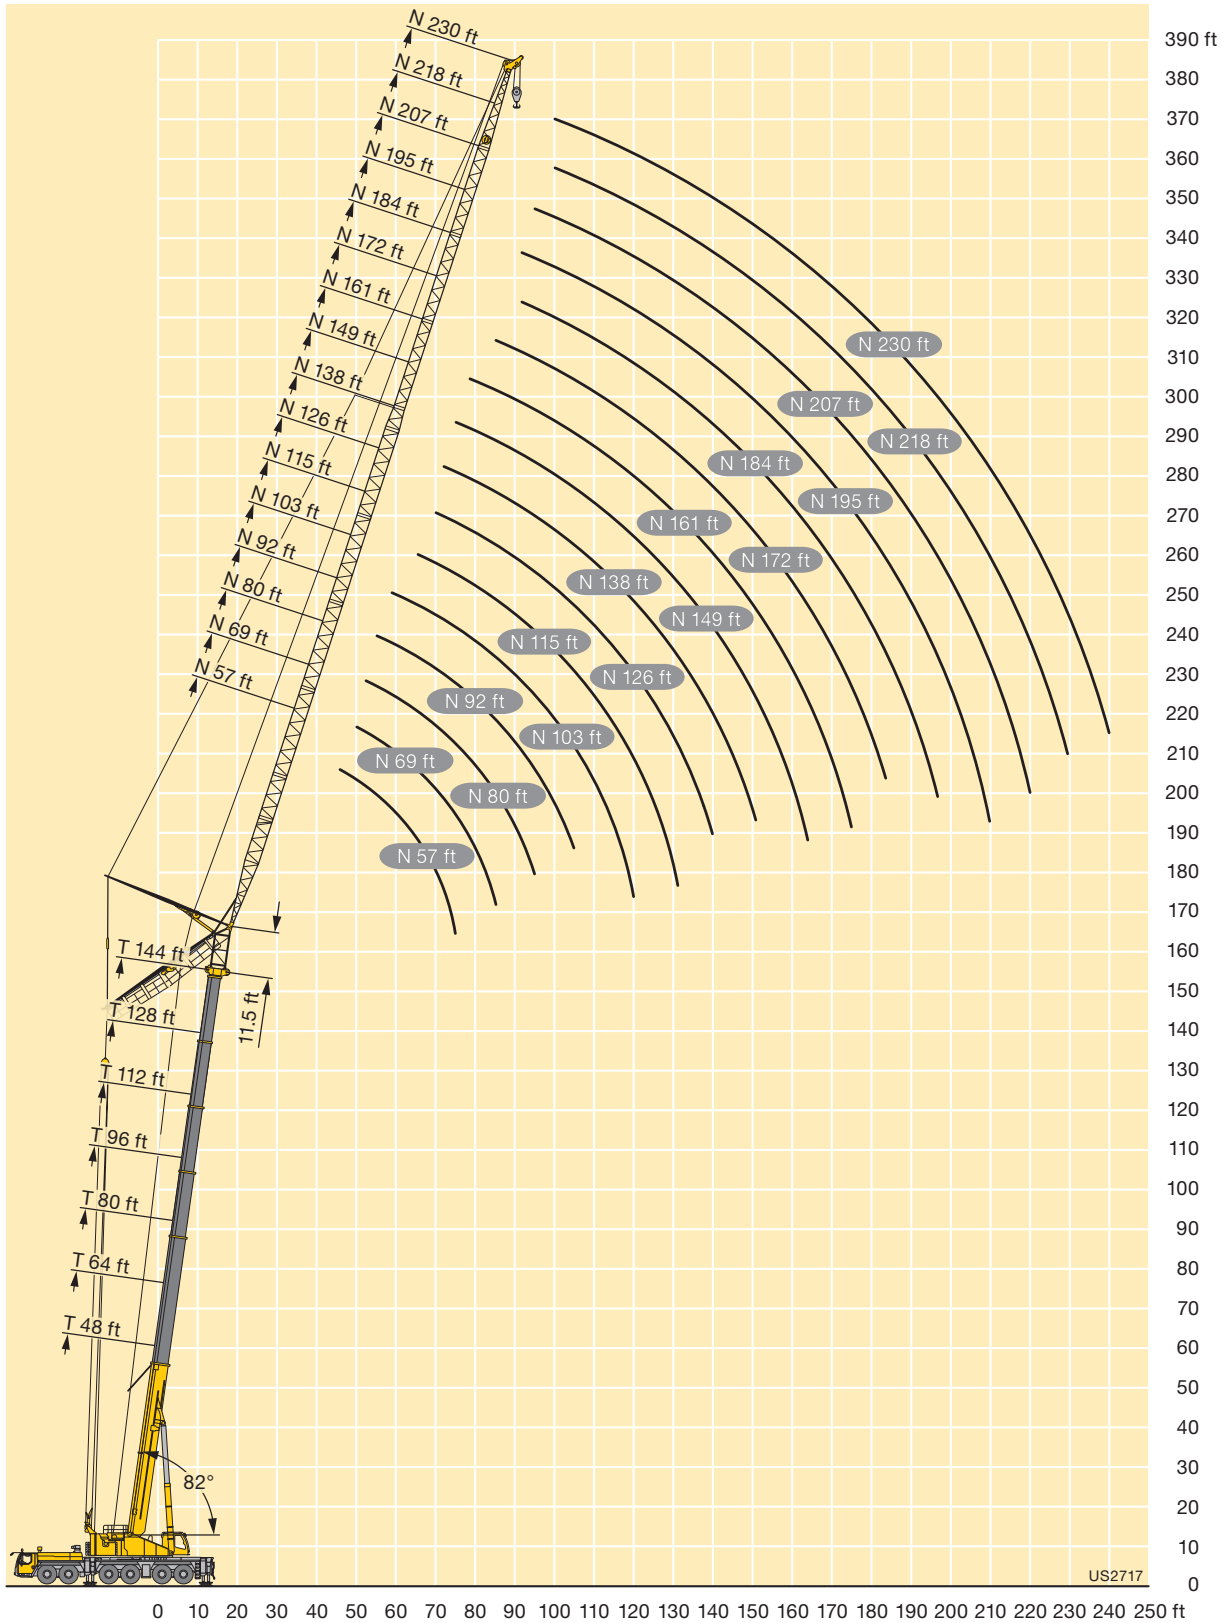 N 230 ft
N 218 ft
N 207 ft
N 195 ft
N 184 ft
N 172 ft
N 161 ft
N 149 ft
N 138 ft
N 126 ft
N 115 ft
N 103 ft
N 92 ft
N 80 ft
N 69 ft
N 57 ft
T 144 ft
T 128 ft
T 112 ft
T 96 ft
T 80 ft
T 64 ft
T 48 ft
11.5 ft
82°
N 230 ft
N 207 ft
N 218 ft
N 184 ft
N 195 ft
N 161 ft
N 172 ft
N 138 ft
N 149 ft
N 115 ft
N 126 ft
N 92 ft
N 103 ft
N 69 ft
N 80 ft
N 57 ft
390 ft
380
370
360
350
340
330
320
310
300
290
280
270
260
250
240
230
220
210
200
190
180
170
160
150
140
130
120
110
100
90
80
70
60
50
40
30
20
10
0
US2717
0 10 20 30 40 50 60 70 80 90 100 110 120 130 140 150 160 170 180 190 200 210 220 230 240 250 ft